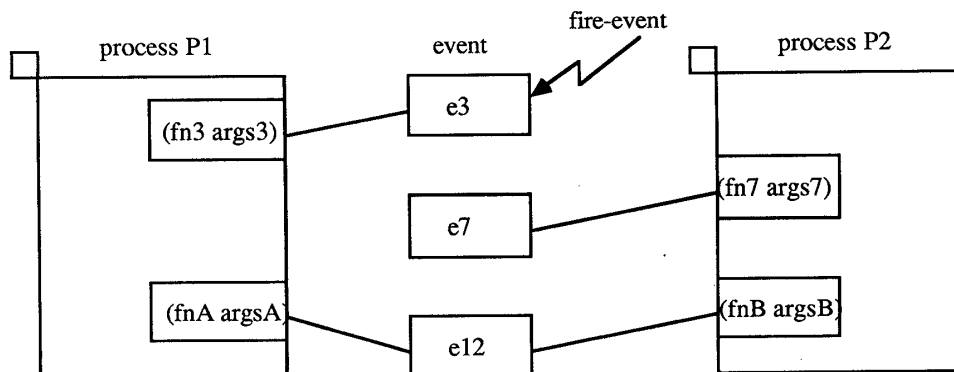 fire-event
process P1
event
process P2
e3
(fn3 args3)
(fn7 args7)
e7
(fnA argsA)
(fnB argsB)
e12